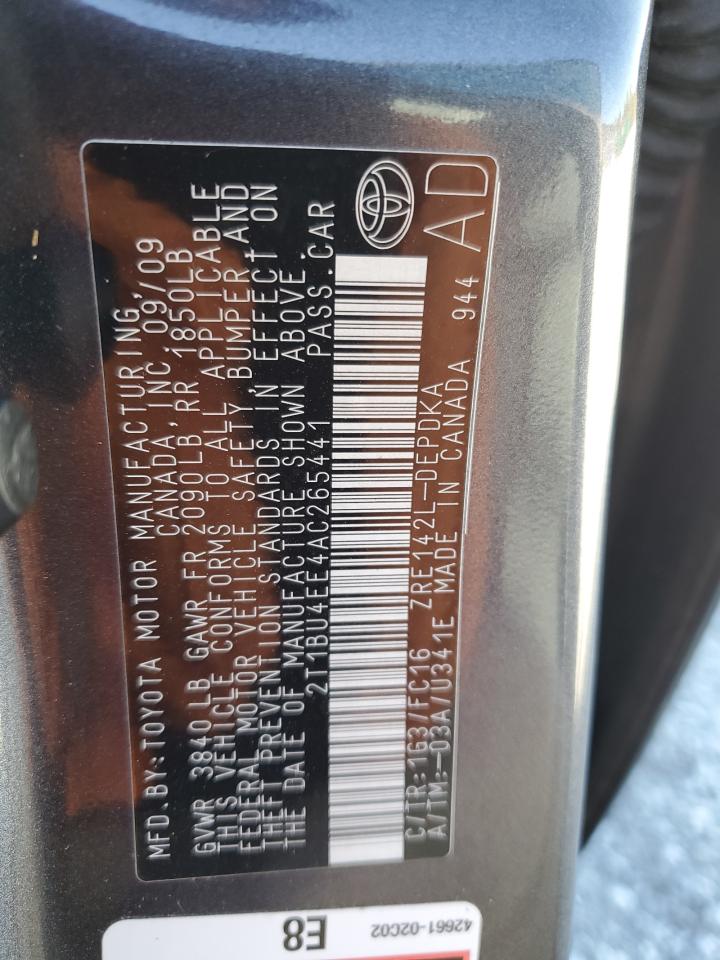 MFD.BY:TOYOTA MOTOR MANUFACTURING,
CANADA,INC. 09/09
GVWR 3840 LB GAWR FR 2090LB RR 1850LB
THIS VEHICLE CONFORMS TO ALL APPLICABLE
FEDERAL MOTOR VEHICLE SAFETY,BUMPER,AND
THEFT PREVENTION STANDARDS IN EFFECT ON
THE DATE OF MANUFACTURE SHOWN ABOVE.
2T1BU4EE4AC265441 PASS.CAR
C/TR:1G3/FC16 ZRE142L-DEPDKA
A/TM:-03A/U341E MADE IN CANADA 944 AD
42661-02C02
E8